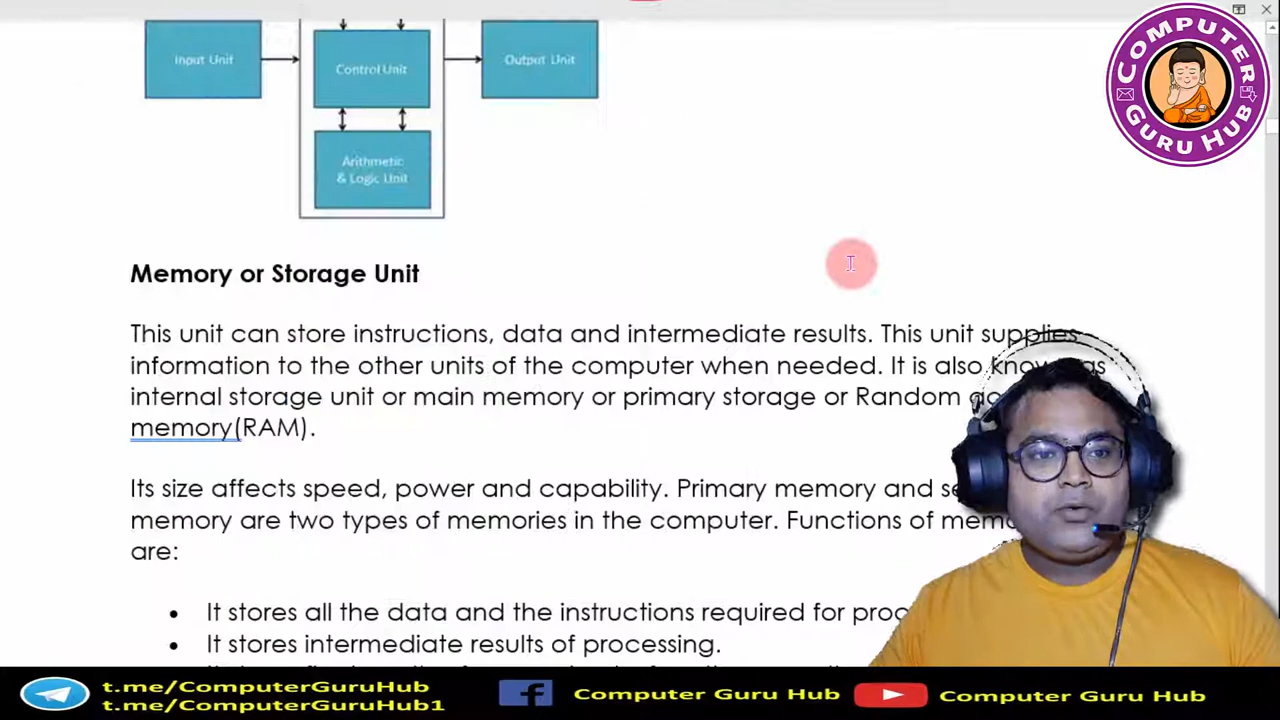 Input Unit
Control Unit
Output Unit
Arithmetic
& Logic Unit
COMPUTER
GURU HUB
Memory or Storage Unit
This unit can store instructions, data and intermediate results. This unit supplies
information to the other units of the computer when needed. It is also as
internal storage unit or main memory or primary storage or Random
memory(RAM).
Its size affects speed, power and capability. Primary memory and
memory are two types of memories in the computer. Functions of
are:
• It stores all the data and the instructions required for
• It stores intermediate results of processing.
t.me/ComputerGuruHub
t.me/ComputerGuruHub1
Computer Guru Hub
Computer Guru Hub